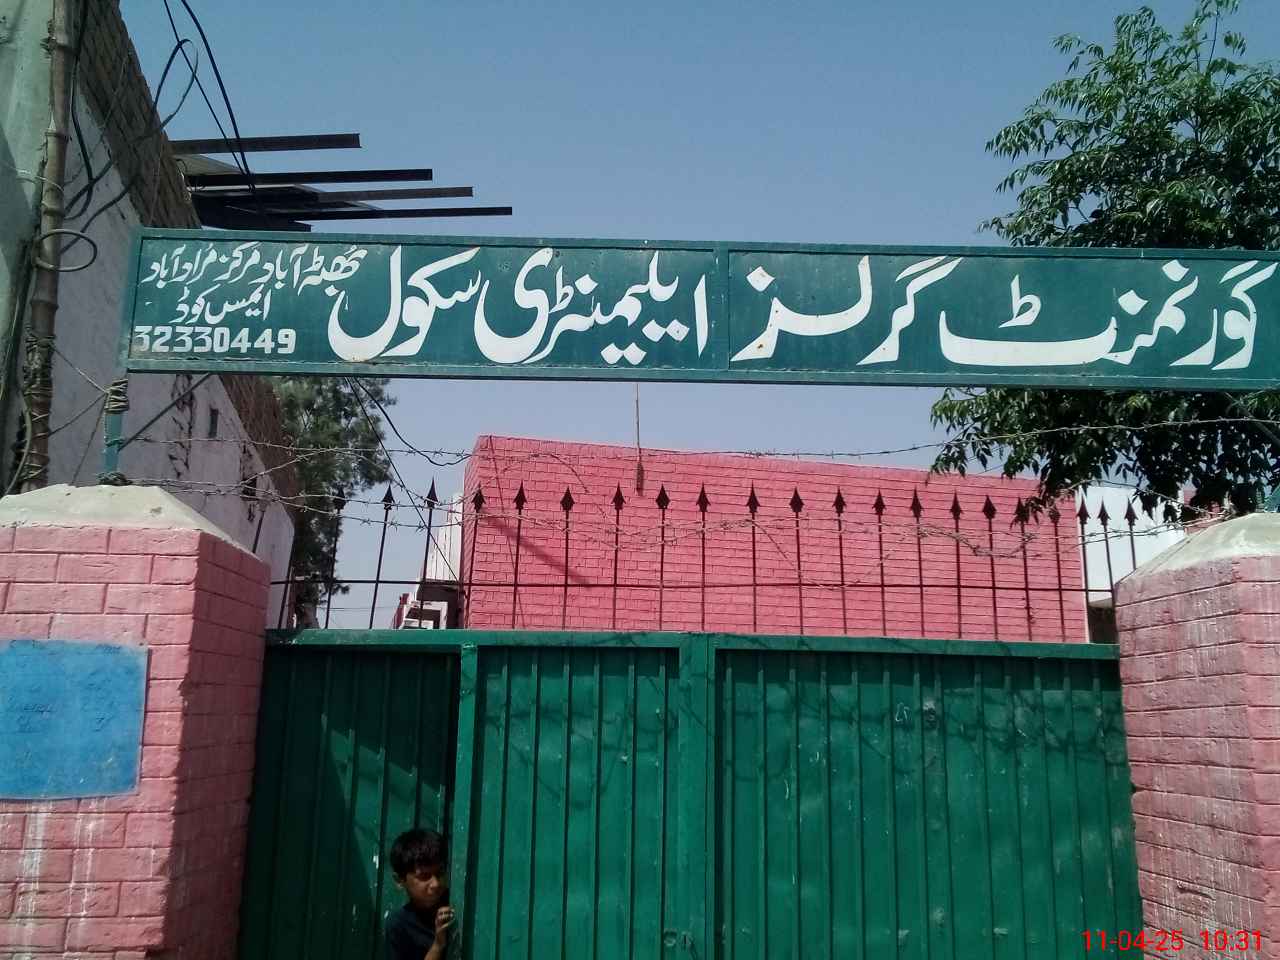 گورنمنٹ گرلز ایلیمنٹری سکول
بھٹہ آباد مرکز مراد آباد
ایمس کوڈ
32330449
11-04-25 10:31